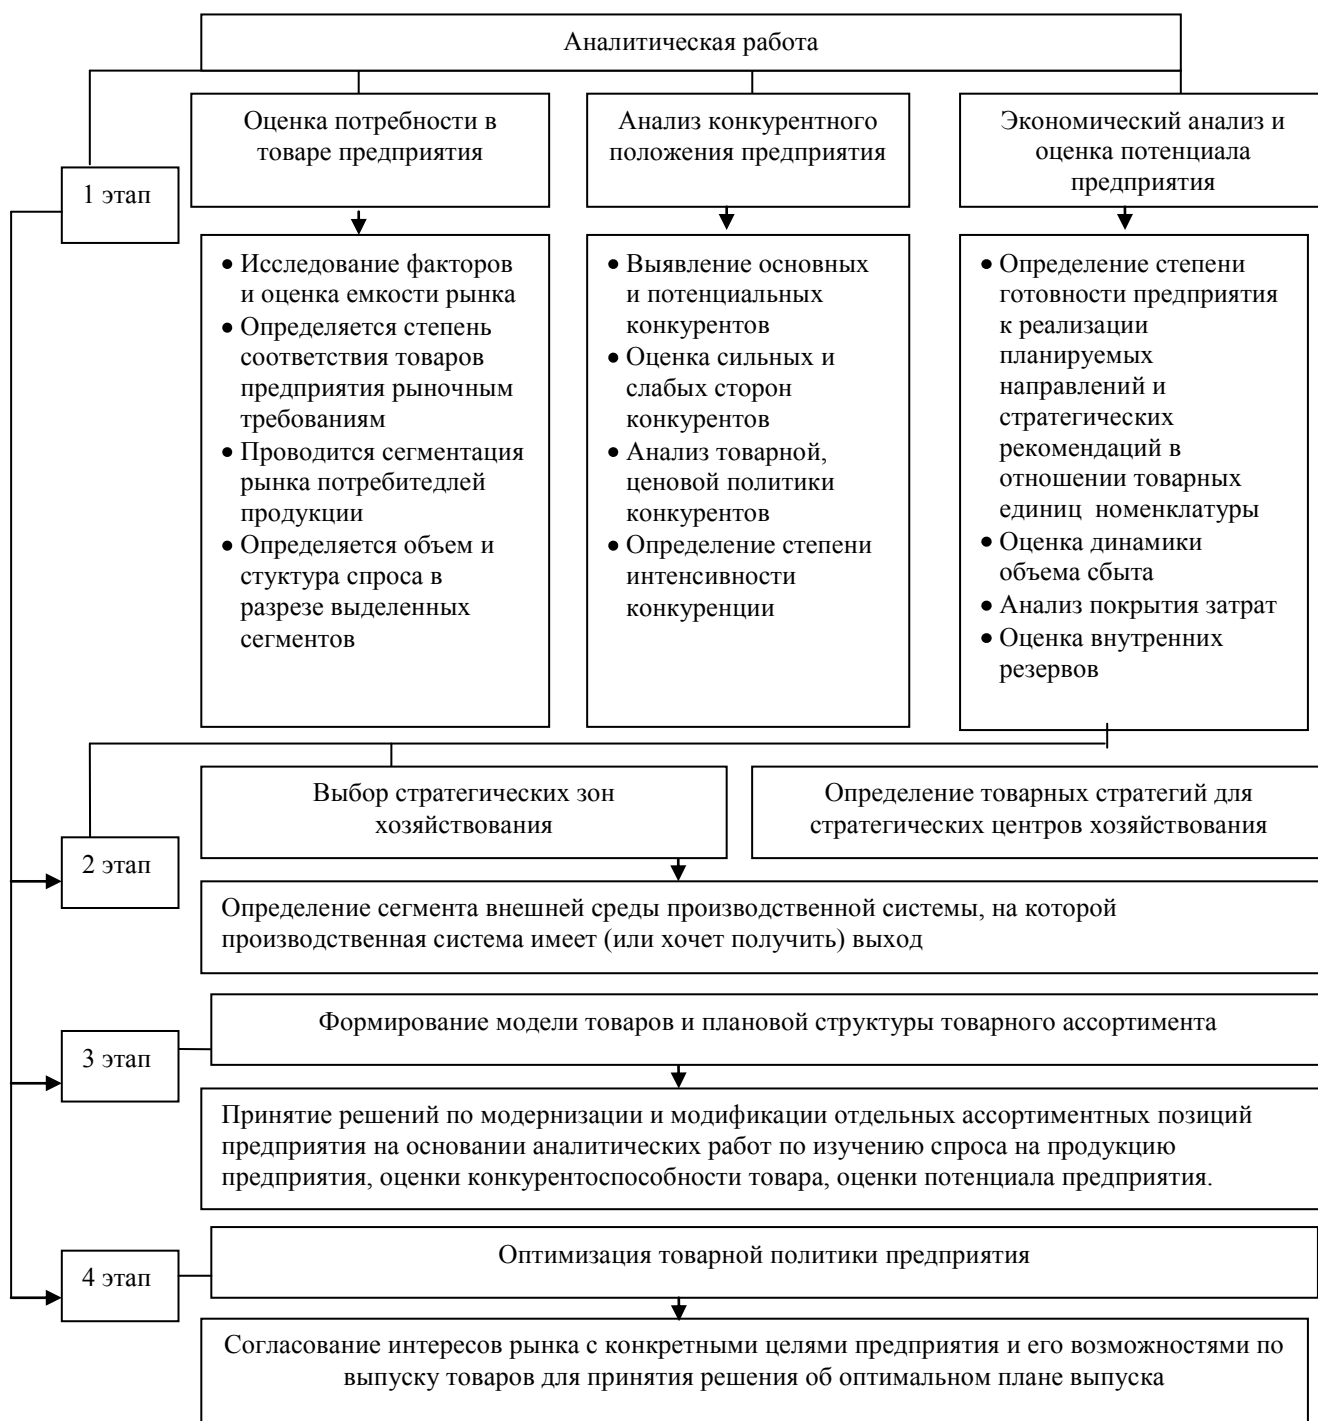 Аналитическая работа
Оценка потребности в
товаре предприятия
Анализ конкурентного
положения предприятия
Экономический анализ и
оценка потенциала
предприятия
1 этап
• Исследование факторов
и оценка емкости рынка
• Определяется степень
соответствия товаров
предприятия рыночным
требованиям
• Проводится сегментация
рынка потребитедлей
продукции
• Определяется объем и
стуктура спроса в
разрезе выделенных
сегментов
• Выявление основных
и потенциальных
конкурентов
• Оценка сильных и
слабых сторон
конкурентов
• Анализ товарной,
ценовой политики
конкурентов
• Определение степени
интенсивности
конкуренции
• Определение степени
готовности предприятия
к реализации
планируемых
направлений и
стратегических
рекомендаций в
отношении товарных
единиц номенклатуры
• Оценка динамики
объема сбыта
• Анализ покрытия затрат
• Оценка внутренних
резервов
Выбор стратегических зон
хозяйствования
Определение товарных стратегий для
стратегических центров хозяйствования
2 этап
Определение сегмента внешней среды производственной системы, на которой
производственная система имеет (или хочет получить) выход
Формирование модели товаров и плановой структуры товарного ассортимента
3 этап
Принятие решений по модернизации и модификации отдельных ассортиментных позиций
предприятия на основании аналитических работ по изучению спроса на продукцию
предприятия, оценки конкурентоспособности товара, оценки потенциала предприятия.
Оптимизация товарной политики предприятия
4 этап
Согласование интересов рынка с конкретными целями предприятия и его возможностями по
выпуску товаров для принятия решения об оптимальном плане выпуска